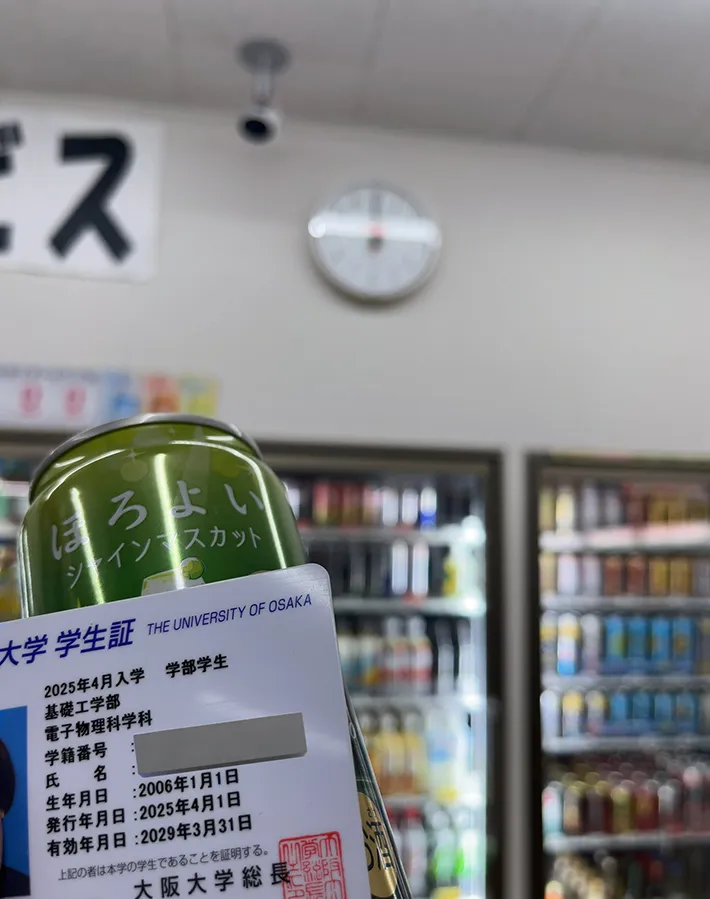 ビス
ほろよい
シャインマスカット
大学 学生証 THE UNIVERSITY OF OSAKA
2025年4月入学 学部学生
基礎工学部
電子物理科学科
学籍番号 :
氏 名 :
生年月日 :2006年1月1日
発行年月日 :2025年4月1日
有効年月日 :2029年3月31日
上記の者は本学の学生であることを証明する。
大阪大学総長
酒